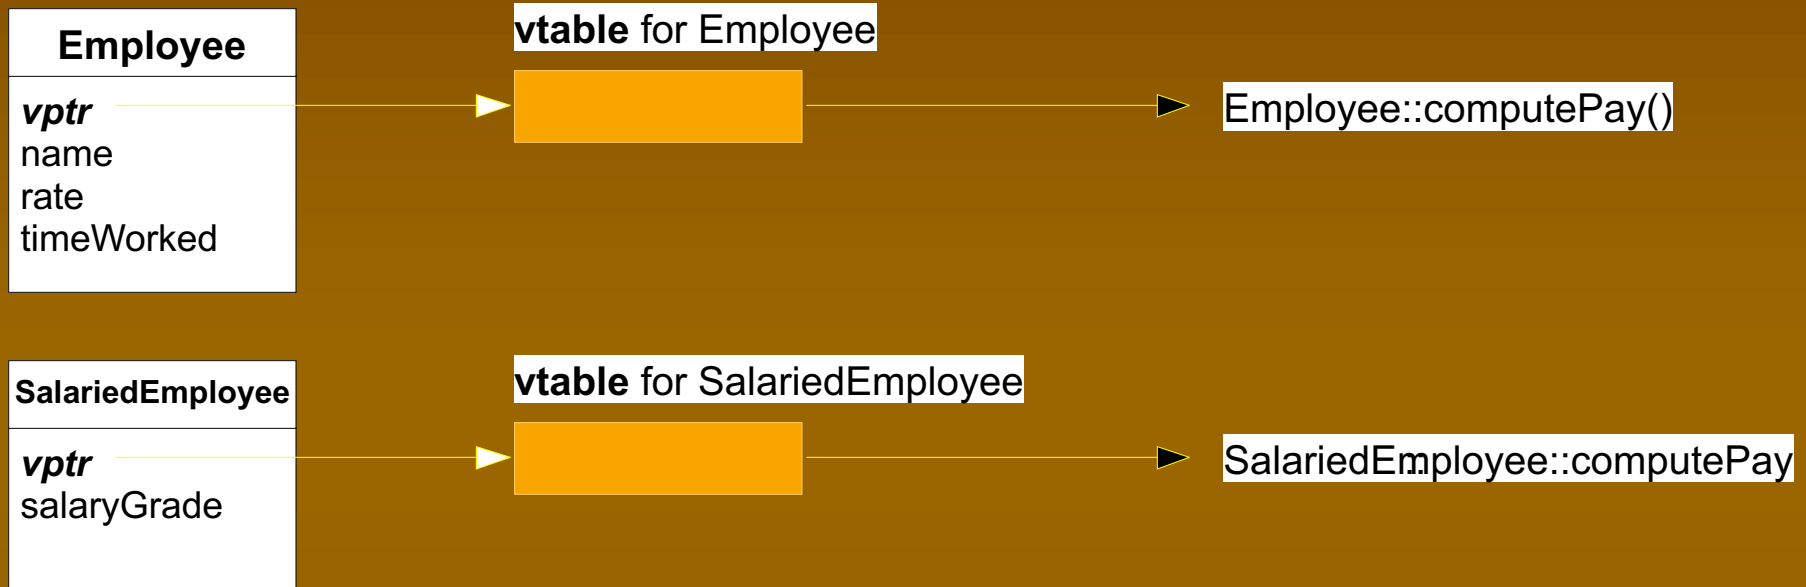 Employee
vptr
name
rate
timeWorked
vtable for Employee
Employee::computePay()
SalariedEmployee
vptr
salaryGrade
vtable for SalariedEmployee
SalariedEmployee::computePay